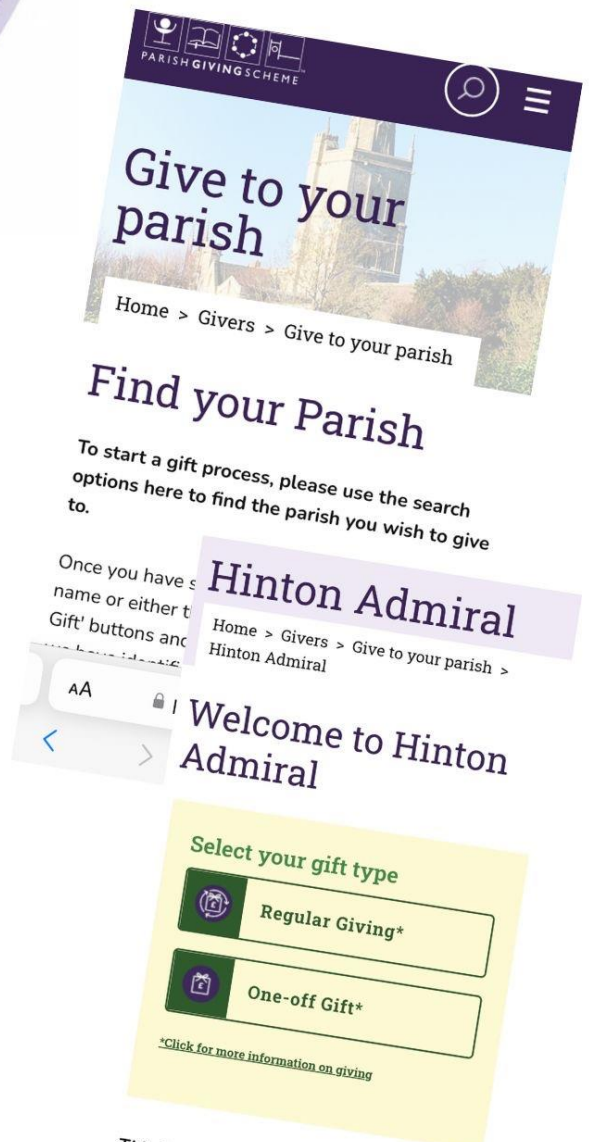 PARISH GIVING SCHEME
Give to your
parish
Home > Givers > Give to your parish
Find your Parish
To start a gift process, please use the search
options here to find the parish you wish to give
to.
Once you have
name or either
Gift' buttons and
AA
Hinton Admiral
Home > Givers > Give to your parish >
Hinton Admiral
Welcome to Hinton
Admiral
Select your gift type
Regular Giving*
One-off Gift*
*Click for more information on giving